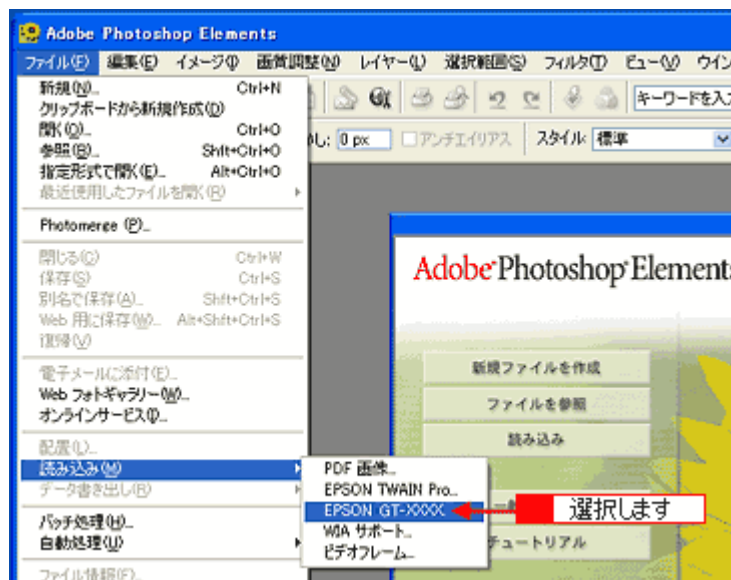 Adobe Photoshop Elements
ファイル(F) 編集(E) イメージ(I) 画質調整(N) レイヤー(L) 選択範囲(S) フィルタ(T) ビュー(V) ウイン
新規(N)... Ctrl+N
クリップボードから新規作成(D)
開く(O)... Ctrl+O
参照(B)... Shift+Ctrl+O
指定形式で開く(E)... Alt+Ctrl+O
最近使用したファイルを開く(R)
キーワードを入
かし: 0 px アンチエイリアス スタイル: 標準
Photomerge (P)...
閉じる(C) Ctrl+W
保存(S) Ctrl+S
別名で保存(A)... Shift+Ctrl+S
Web 用に保存(W)... Alt+Shift+Ctrl+S
復帰(V)
電子メールに添付(E)...
Web フォトギャラリー(W)...
オンラインサービス(I)...
配置(L)...
読み込み(M)
データ書き出し(R)
バッチ処理(H)...
自動処理(U)
ファイル情報(F)...
PDF 画像...
EPSON TWAIN Pro...
EPSON GT-XXXX
WIA サポート...
ビデオフレーム...
選択します
Adobe Photoshop Elements
新規ファイルを作成
ファイルを参照
読み込み
チュートリアル